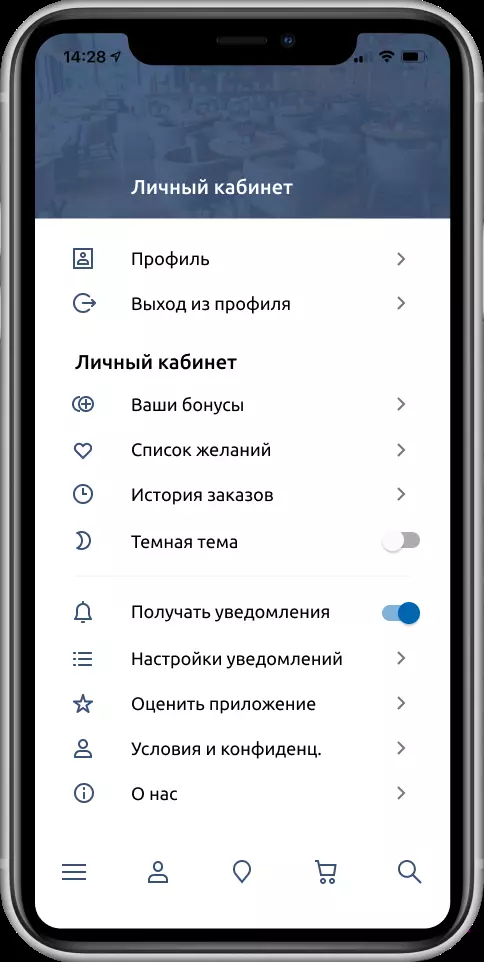 14:28
Личный кабинет
Профиль
Выход из профиля
Личный кабинет
Ваши бонусы
Список желаний
История заказов
Темная тема
Получать уведомления
Настройки уведомлений
Оценить приложение
Условия и конфиденц.
О нас